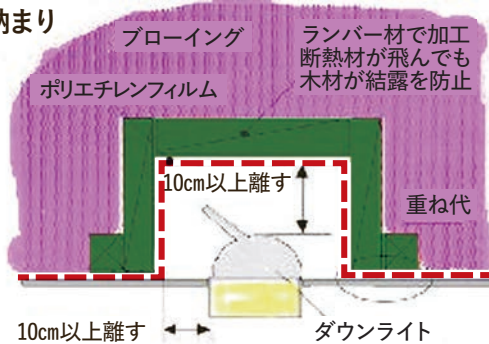 納まり
ブローイング
ランバー材で加工
断熱材が飛んでも
木材が結露を防止
ポリエチレンフィルム
10cm以上離す
重ね代
10cm以上離す
ダウンライト